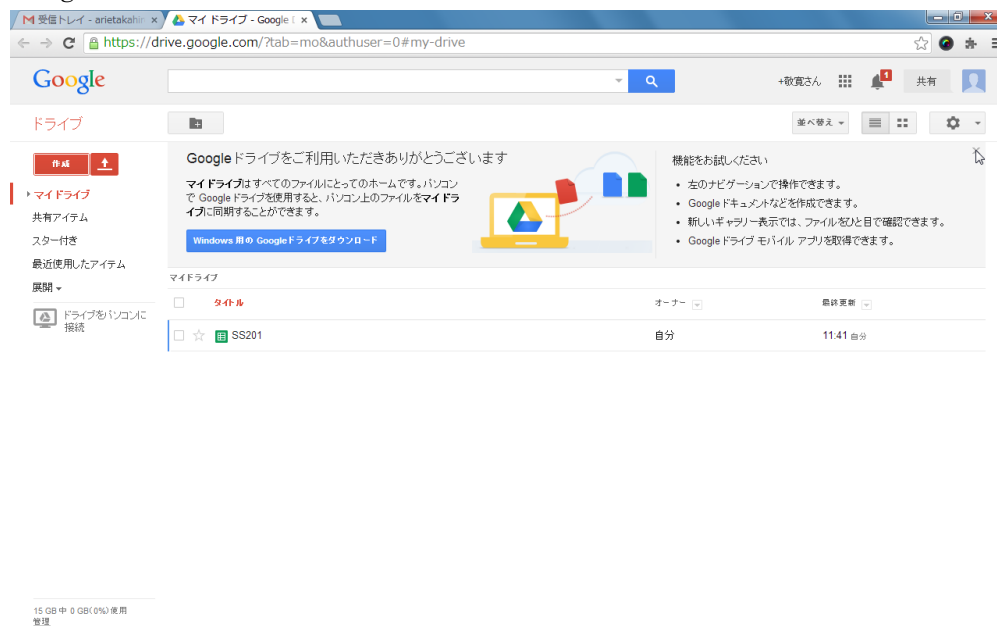 受信トレイ - arietakahir
マイ ドライブ - Google
https://drive.google.com/?tab=mo&authuser=0#my-drive
Google
+敬寛さん
1
共有
ドライブ
並べ替え
作成
マイドライブ
共有アイテム
スター付き
最近使用したアイテム
展開
ドライブをパソコンに
接続
Googleドライブをご利用いただきありがとうございます
マイドライブはすべてのファイルにとってのホームです。パソコン
で Googleドライブを使用すると、パソコン上のファイルをマイドラ
イブに同期することができます。
Windows 用の Googleドライブをダウンロード
機能をお試しください
• 左のナビゲーションで操作できます。
• Googleドキュメントなどを作成できます。
• 新しいギャラリー表示では、ファイルをひと目で確認できます。
• Googleドライブ モバイル アプリを取得できます。
マイドライブ
タイトル オーナー 最終更新
SS201 自分 11:41 自分
15 GB 中 0 GB(0%)使用
管理